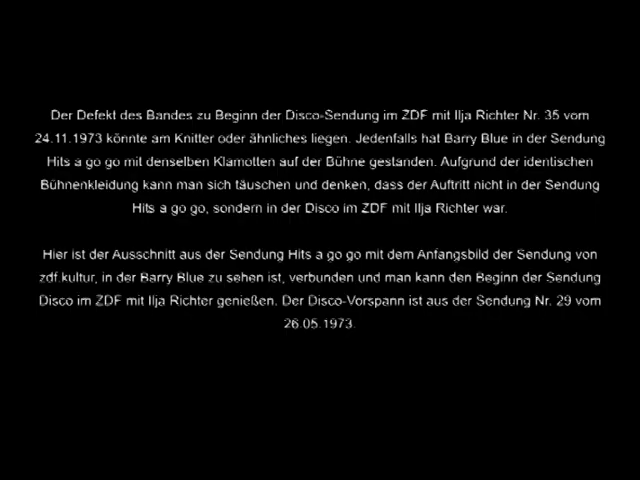 Der Defekt des Bandes zu Beginn der Disco-Sendung im ZDF mit Ilja Richter Nr. 35 vom
24.11.1973 könnte am Knitter oder ähnliches liegen. Jedenfalls hat Barry Blue in der Sendung
Hits a go go mit denselben Klamotten auf der Bühne gestanden. Aufgrund der identischen
Bühnenkleidung kann man sich täuschen und denken, dass der Auftritt nicht in der Sendung
Hits a go go, sondern in der Disco im ZDF mit Ilja Richter war.
Hier ist der Ausschnitt aus der Sendung Hits a go go mit dem Anfangsbild der Sendung von
zdf.kultur, in der Barry Blue zu sehen ist, verbunden und man kann den Beginn der Sendung
Disco im ZDF mit Ilja Richter genießen. Der Disco-Vorspann ist aus der Sendung Nr. 29 vom
26.05.1973.